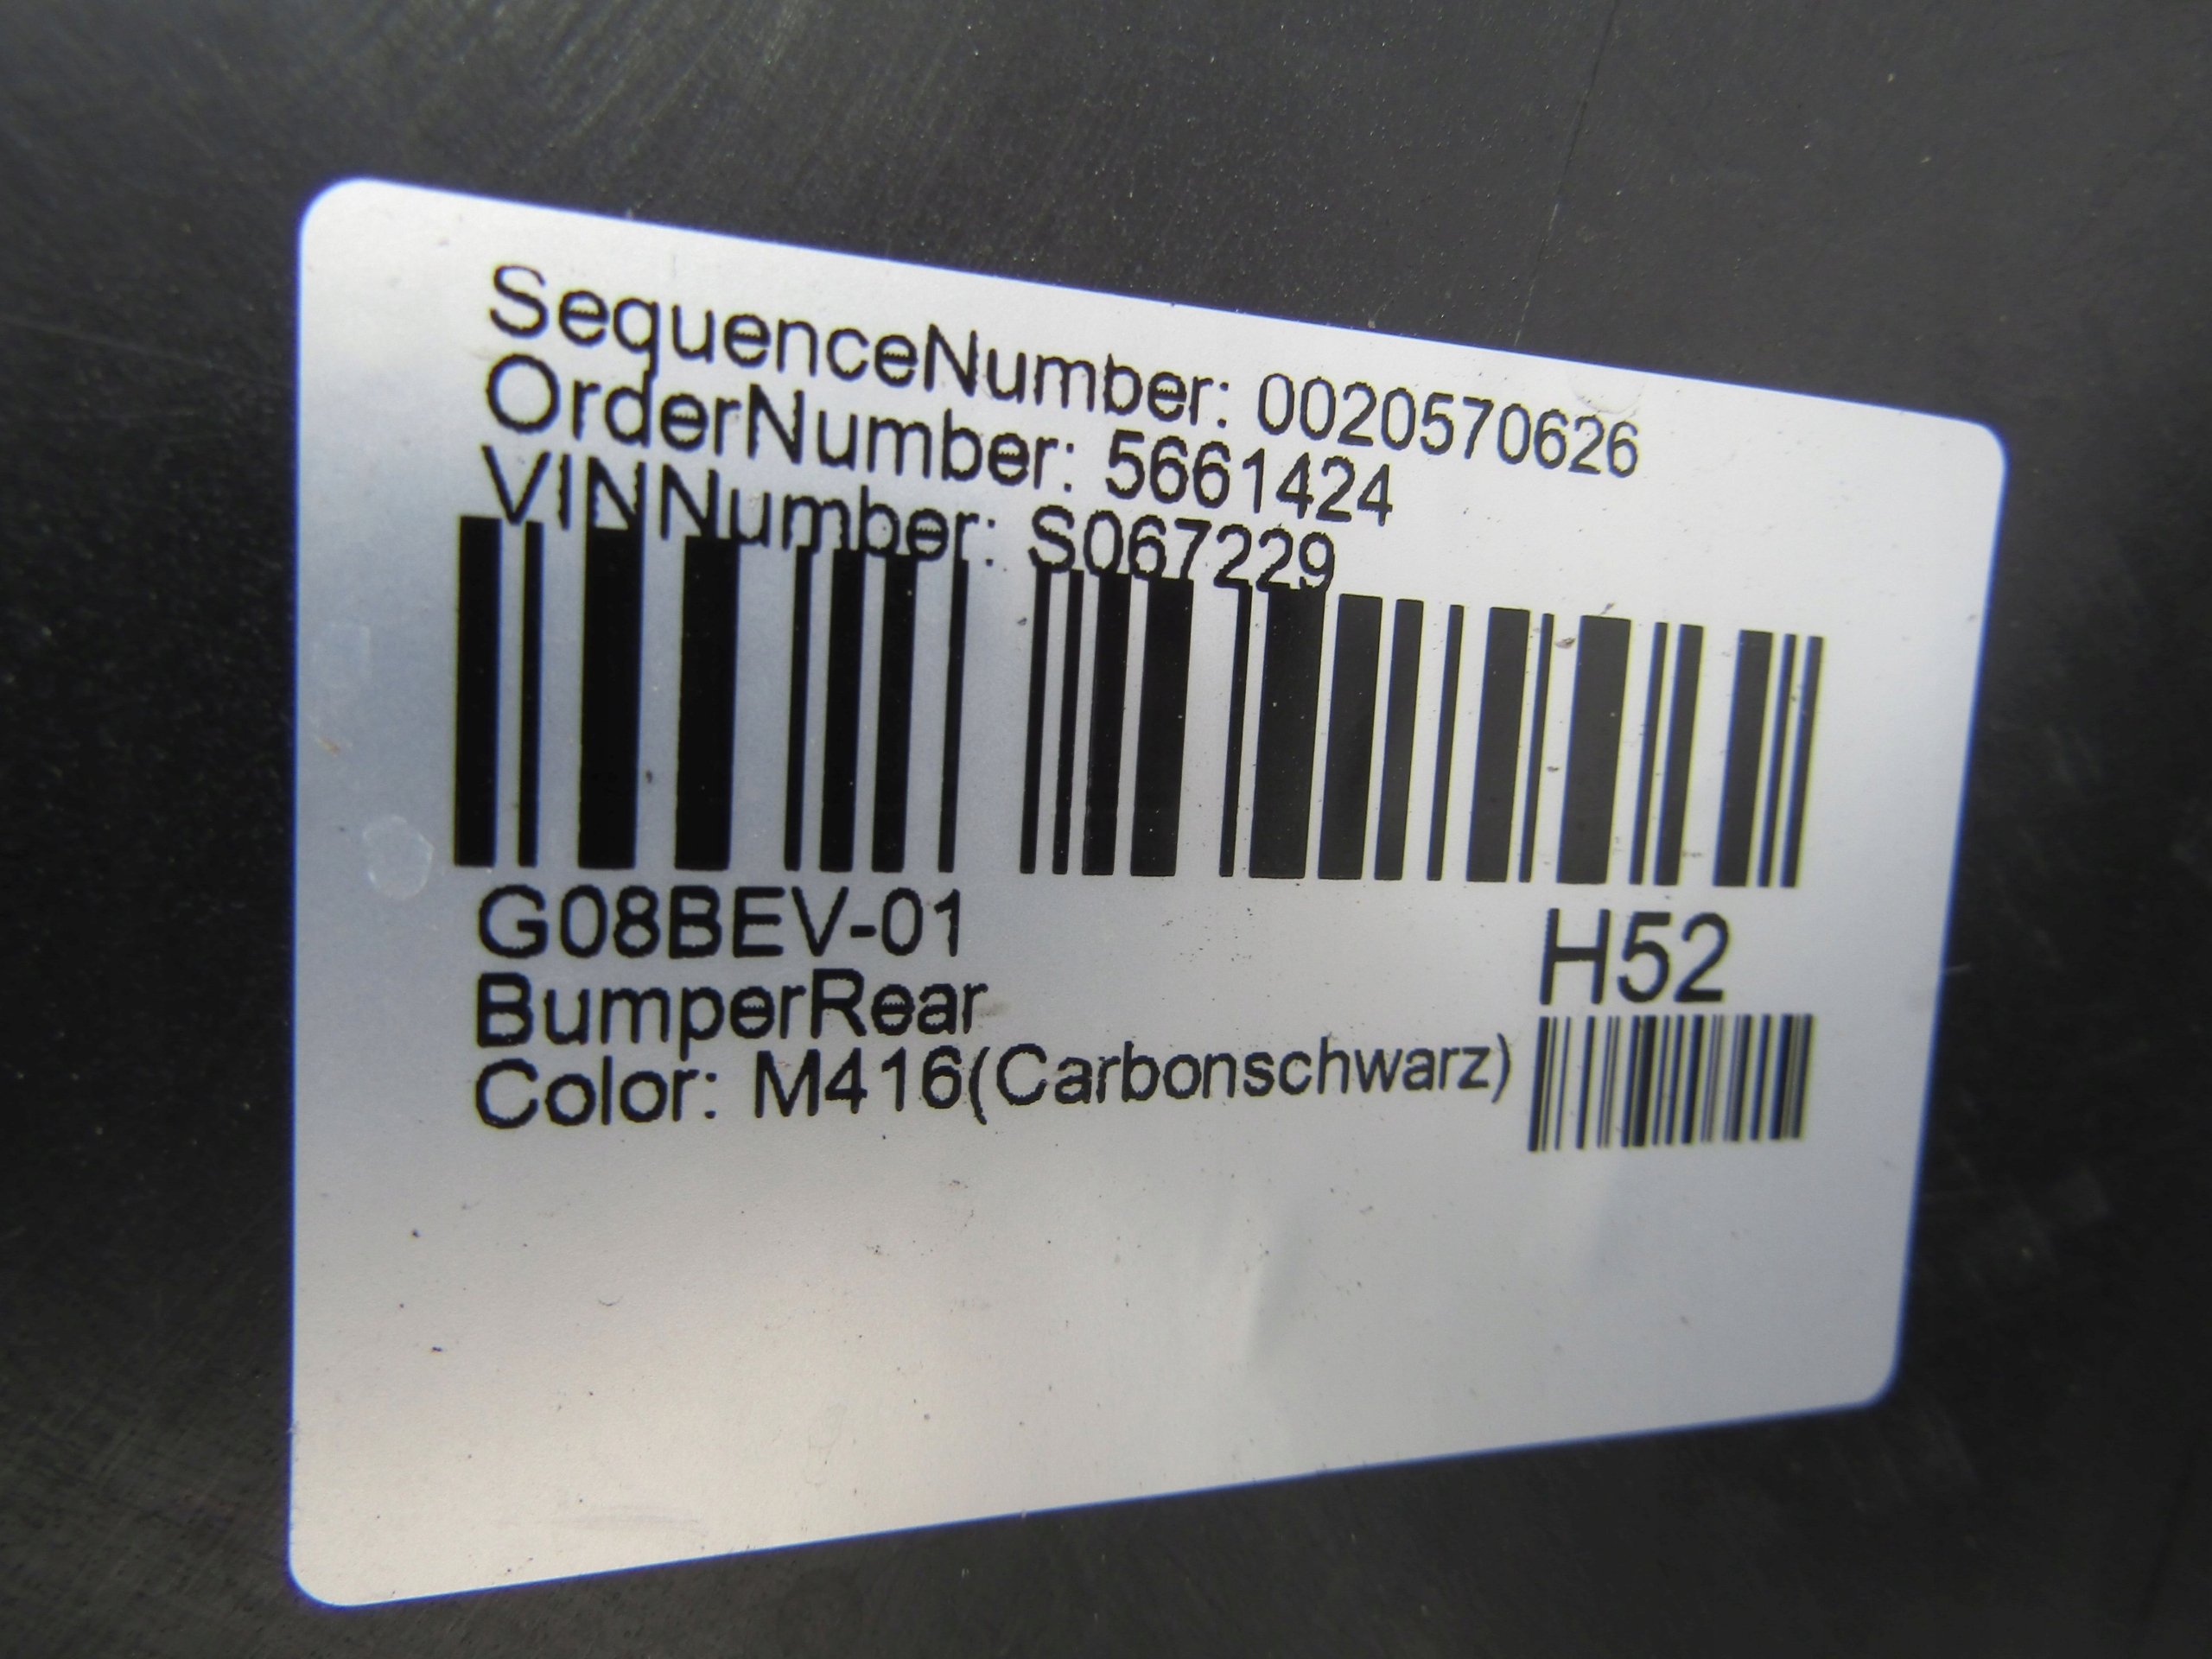 SequenceNumber: 0020570626
OrderNumber: 5661424
VINNumber: S067229
G08BEV-01
H52
BumperRear
Color: M416(Carbonschwarz)